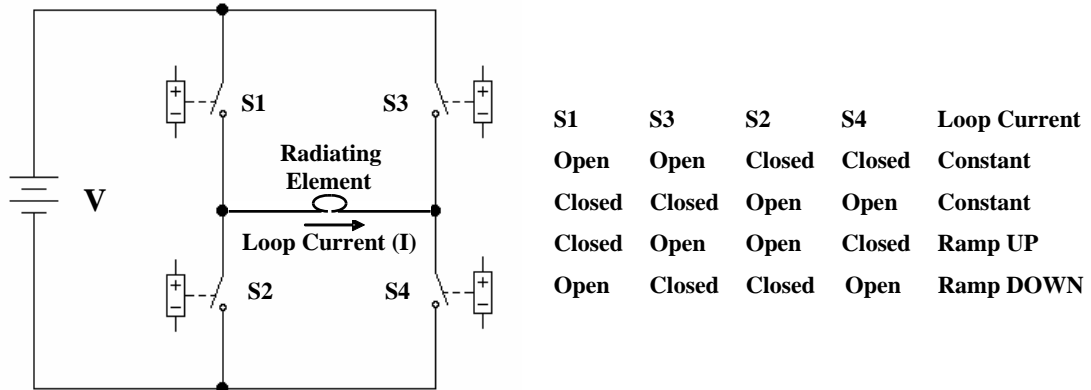 S1
S3
Radiating
Element
V
Loop Current (I)
S2
S4
S1 S3 S2 S4 Loop Current
Open Open Closed Closed Constant
Closed Closed Open Open Constant
Closed Open Open Closed Ramp UP
Open Closed Closed Open Ramp DOWN